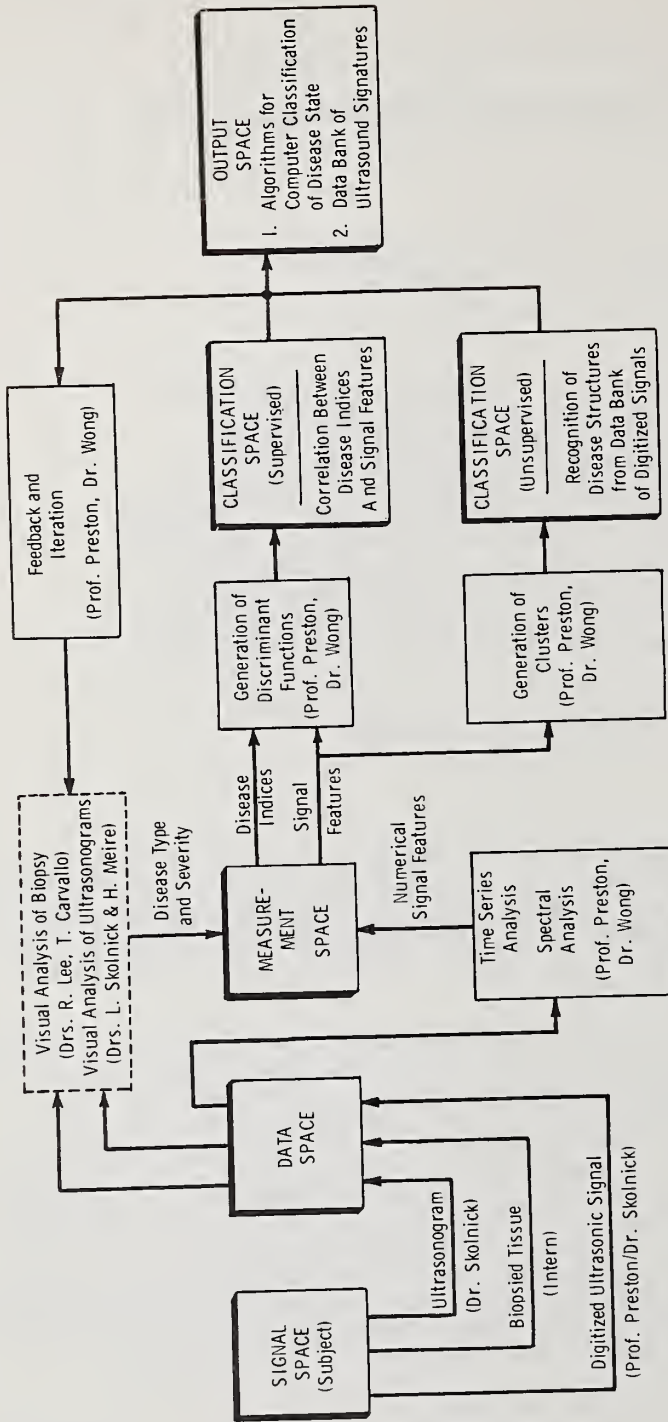 SIGNAL
SPACE
(Subject)
Ultrasonogram
(Dr. Skolnick)
Biopsied Tissue
(Intern)
Digitized Ultrasonic Signal
(Prof. Preston/Dr. Skolnick)
DATA
SPACE
Visual Analysis of Biopsy
(Drs. R. Lee, T. Carvallo)
Visual Analysis of Ultrasonograms
(Drs. L. Skolnick & H. Meire)
Disease Type
and Severity
MEASURE-
MENT
SPACE
Numerical
Signal Features
Time Series
Analysis
Spectral
Analysis
(Prof. Preston,
Dr. Wong)
Disease
Indices
Signal
Features
Feedback and
Iteration
(Prof. Preston, Dr. Wong)
Generation of
Discriminant
Functions
(Prof. Preston,
Dr. Wong)
Generation of
Clusters
(Prof. Preston,
Dr. Wong)
CLASSIFICATION
SPACE
(Supervised)
Correlation Between
Disease Indices
And Signal Features
CLASSIFICATION
SPACE
(Unsupervised)
Recognition of
Disease Structures
from Data Bank
of Digitized Signals
OUTPUT
SPACE
1. Algorithms for
Computer Classification
of Disease State
2. Data Bank of
Ultrasound Signatures